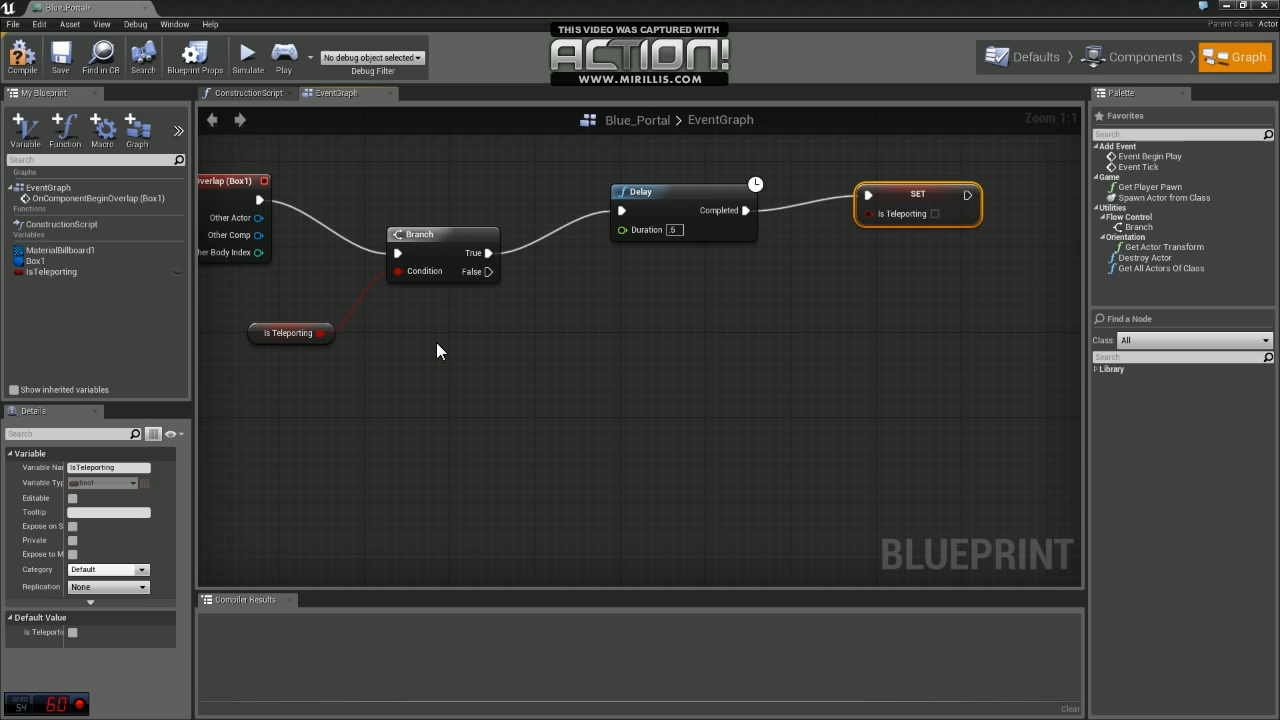 Blue_Portal*
File Edit Asset View Debug Window Help
Parent class: Actor
THIS VIDEO WAS CAPTURED WITH
ACTION!
WWW.MIRILLIS.COM
Compile Save Find in CB Search Blueprint Props Simulate Play
No debug object selected
Debug Filter
Defaults Components Graph
My Blueprint
Variable Function Macro Graph
Search
Graphs
EventGraph
OnComponentBeginOverlap (Box1)
Functions
ConstructionScript
Variables
MaterialBillboard1
Box1
IsTeleporting
Show inherited variables
Details
Search
Variable
Variable Na IsTeleporting
Variable Typ bool
Editable
Tooltip
Expose on S
Private
Expose to M
Category Default
Replication None
Default Value
Is Teleporti
54 60
ConstructionScript EventGraph
Blue_Portal > EventGraph
Zoom 1:1
Overlap (Box1)
Other Actor
Other Comp
her Body Index
Branch
True
Condition False
Is Teleporting
Delay
Completed
Duration .5
SET
Is Teleporting
BLUEPRINT
Compiler Results
Clear
Palette
Favorites
Search
Add Event
Event Begin Play
Event Tick
Game
Get Player Pawn
Spawn Actor from Class
Utilities
Flow Control
Branch
Orientation
Get Actor Transform
Destroy Actor
Get All Actors Of Class
Find a Node
Class: All
Search
Library